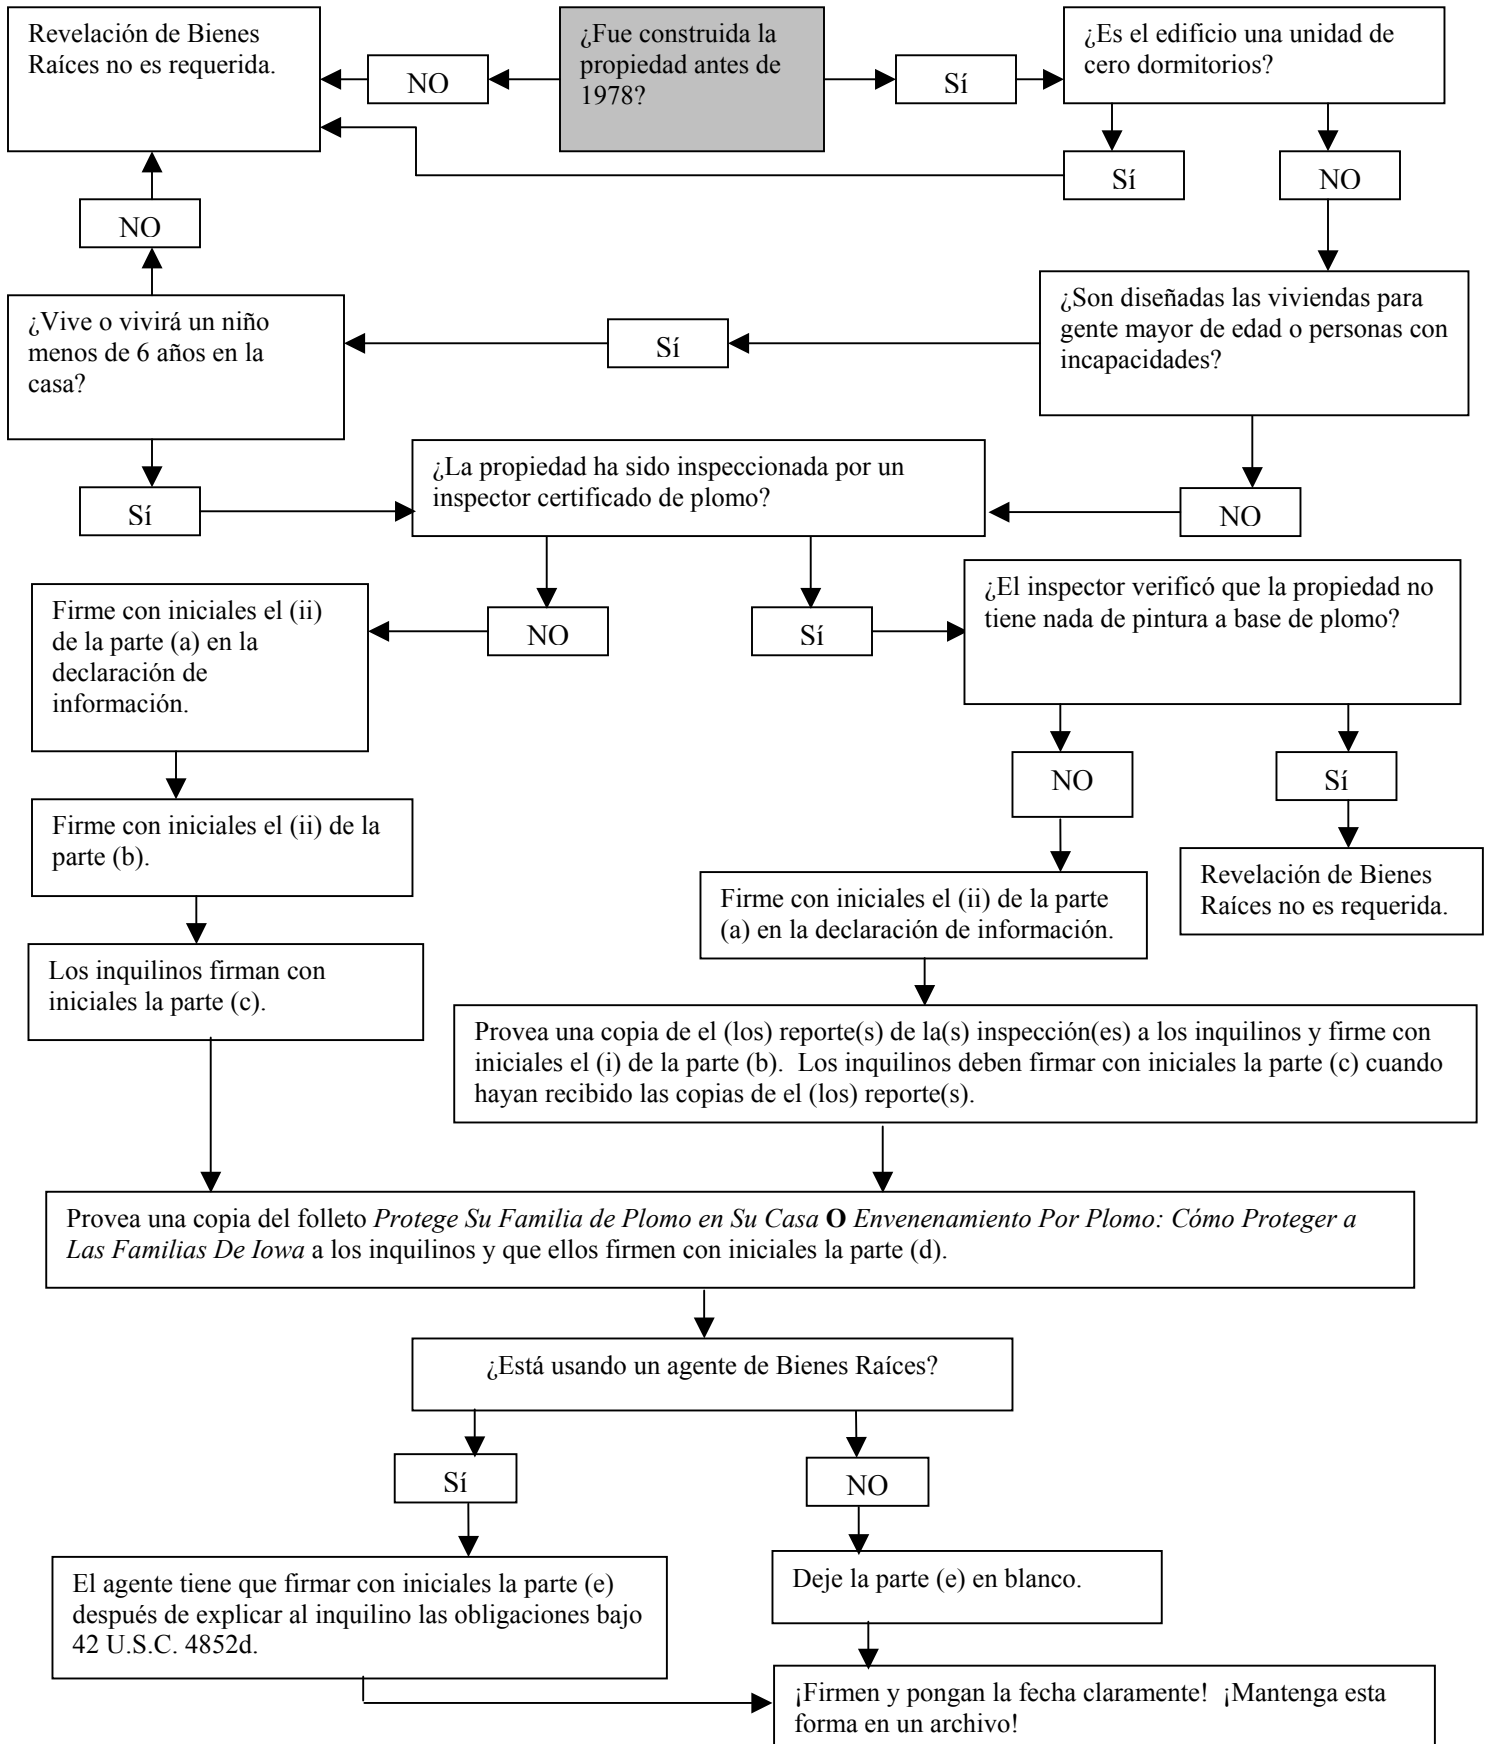 Revelación de Bienes
Raíces no es requerida.
NO
¿Fue construida la
propiedad antes de
1978?
Sí
¿Es el edificio una unidad de
cero dormitorios?
Sí
NO
NO
¿Vive o vivirá un niño
menos de 6 años en la
casa?
Sí
¿Son diseñadas las viviendas para
gente mayor de edad o personas con
incapacidades?
Sí
¿La propiedad ha sido inspeccionada por un
inspector certificado de plomo?
NO
Firme con iniciales el (ii)
de la parte (a) en la
declaración de
información.
NO
Sí
¿El inspector verificó que la propiedad no
tiene nada de pintura a base de plomo?
NO
Sí
Firme con iniciales el (ii) de la
parte (b).
Revelación de Bienes
Raíces no es requerida.
Firme con iniciales el (ii) de la parte
(a) en la declaración de información.
Los inquilinos firman con
iniciales la parte (c).
Provea una copia de el (los) reporte(s) de la(s) inspección(es) a los inquilinos y firme con
iniciales el (i) de la parte (b).  Los inquilinos deben firmar con iniciales la parte (c) cuando
hayan recibido las copias de el (los) reporte(s).
Provea una copia del folleto Protege Su Familia de Plomo en Su Casa O Envenenamiento Por Plomo: Cómo Proteger a
Las Familias De Iowa a los inquilinos y que ellos firmen con iniciales la parte (d).
¿Está usando un agente de Bienes Raíces?
Sí
NO
El agente tiene que firmar con iniciales la parte (e)
después de explicar al inquilino las obligaciones bajo
42 U.S.C. 4852d.
Deje la parte (e) en blanco.
¡Firmen y pongan la fecha claramente!  ¡Mantenga esta
forma en un archivo!